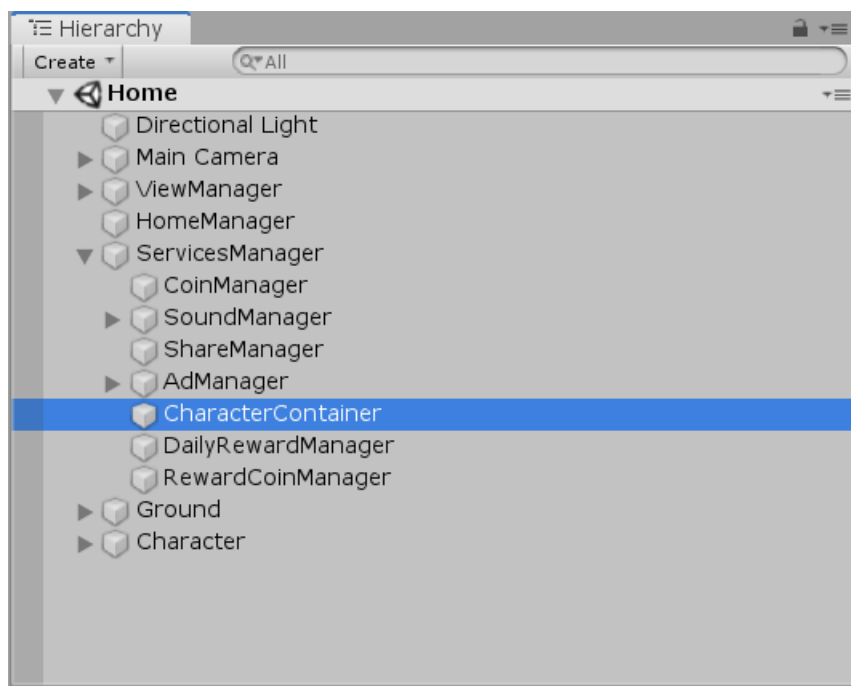 Hierarchy
Create All
Home
Directional Light
Main Camera
ViewManager
HomeManager
ServicesManager
CoinManager
SoundManager
ShareManager
AdManager
CharacterContainer
DailyRewardManager
RewardCoinManager
Ground
Character